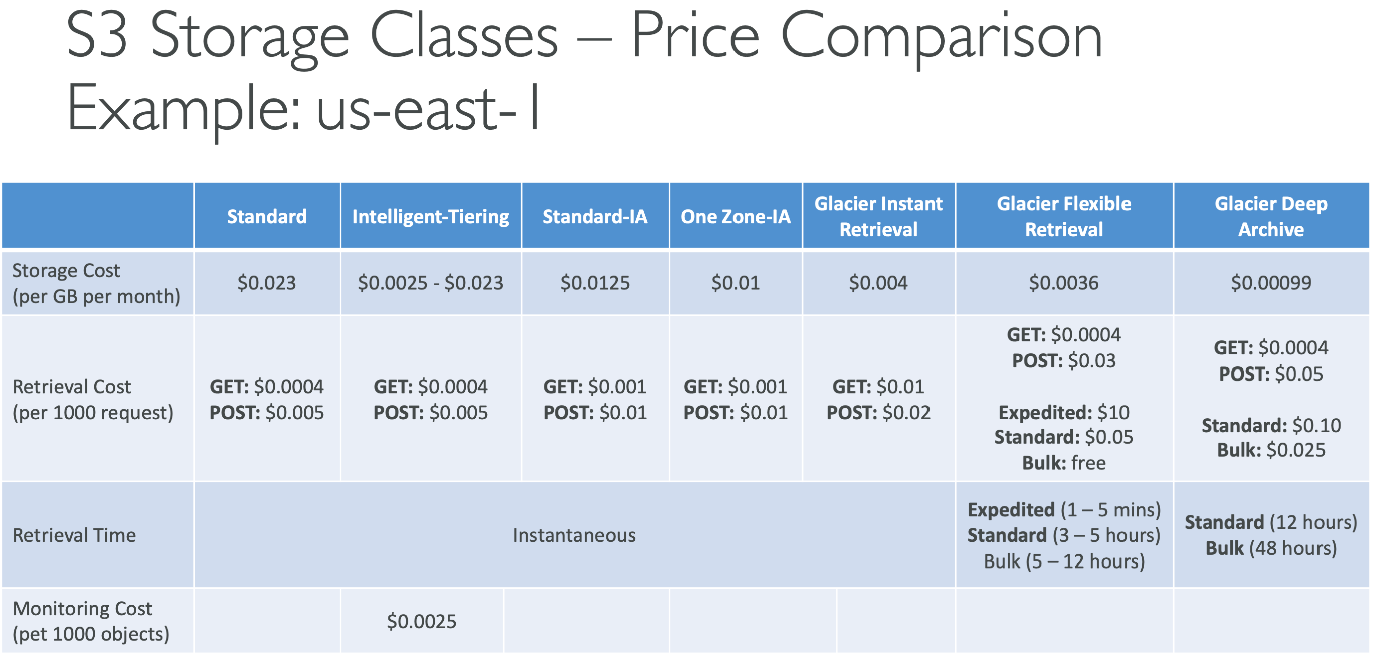 S3 Storage Classes – Price Comparison
Example: us-east-1
Standard
Intelligent-Tiering
Standard-IA
One Zone-IA
Glacier Instant
Retrieval
Glacier Flexible
Retrieval
Glacier Deep
Archive
Storage Cost
(per GB per month)
$0.023
$0.0025 - $0.023
$0.0125
$0.01
$0.004
$0.0036
$0.00099
Retrieval Cost
(per 1000 request)
GET: $0.0004
POST: $0.005
GET: $0.0004
POST: $0.005
GET: $0.001
POST: $0.01
GET: $0.001
POST: $0.01
GET: $0.01
POST: $0.02
GET: $0.0004
POST: $0.03
Expedited: $10
Standard: $0.05
Bulk: free
GET: $0.0004
POST: $0.05
Standard: $0.10
Bulk: $0.025
Retrieval Time
Instantaneous
Expedited (1 – 5 mins)
Standard (3 – 5 hours)
Bulk (5 – 12 hours)
Standard (12 hours)
Bulk (48 hours)
Monitoring Cost
(pet 1000 objects)
$0.0025